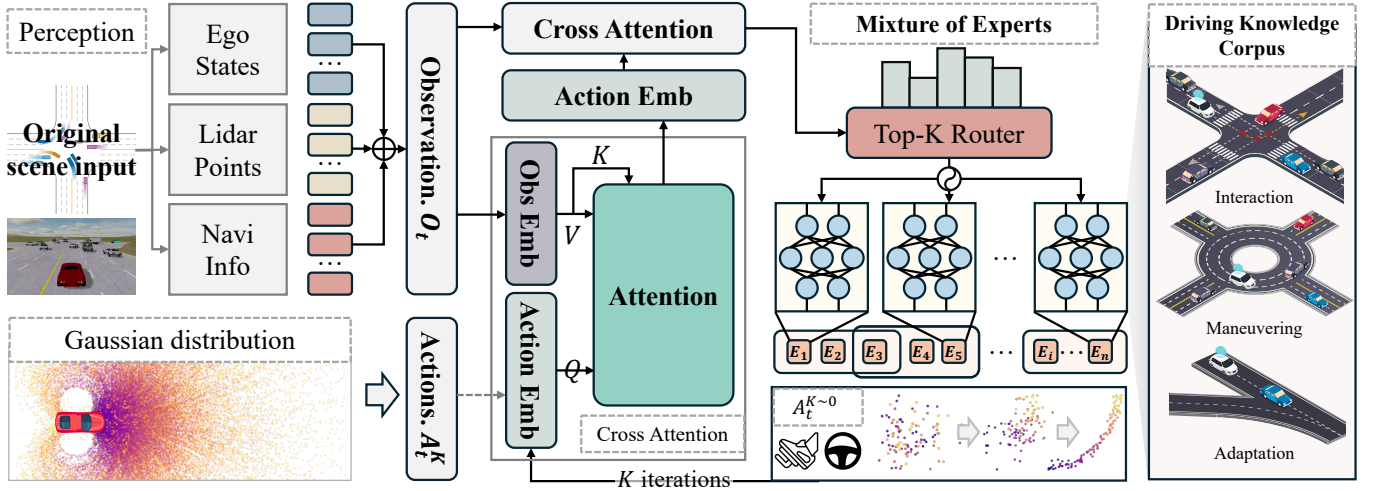 Perception
Original
scene input
Ego
States
Lidar
Points
Navi
Info
...
...
...
Observation. O_t
Cross Attention
Action Emb
Obs Emb
K
V
Attention
Action Emb
Q
Cross Attention
Gaussian distribution
Actions. A_t^K
Mixture of Experts
Top-K Router
...
E_1
E_2
E_3
E_4
E_5
...
E_i
...
E_n
A_t^{K~0}
K iterations
Driving Knowledge
Corpus
Interaction
Maneuvering
Adaptation